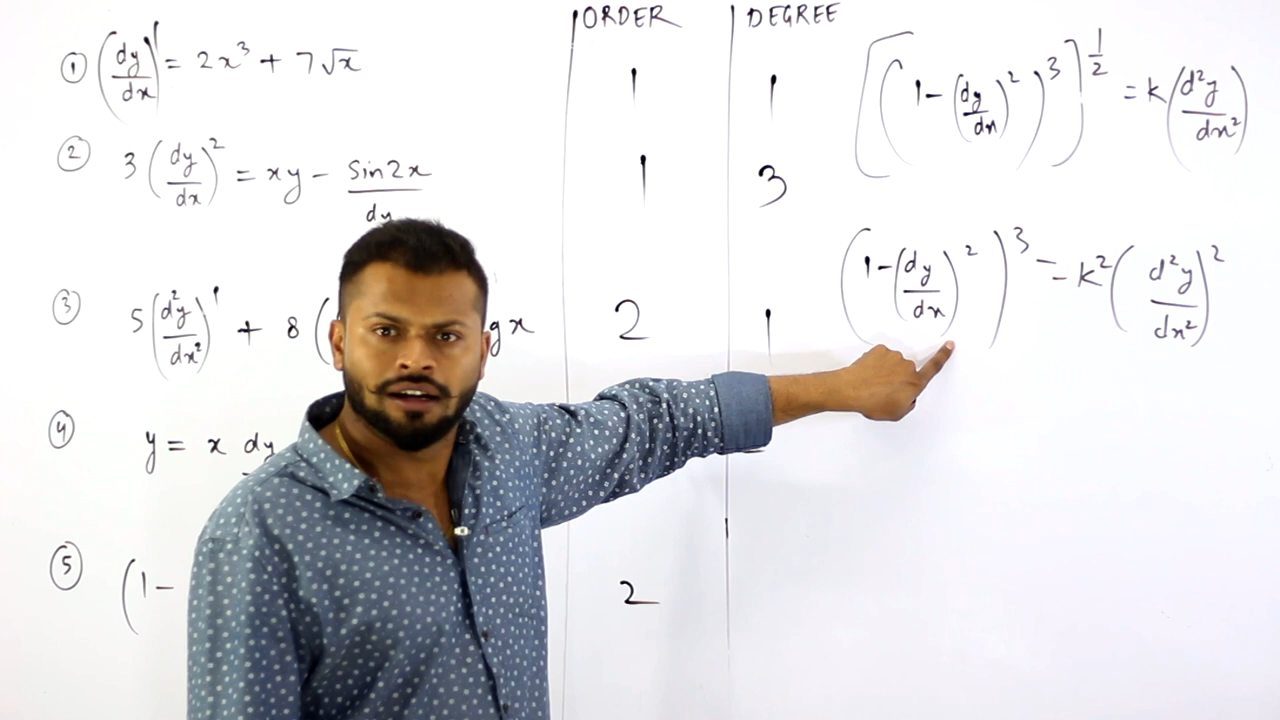 ORDER DEGREE
① (dy/dx)¹ = 2x³ + 7√x 1 1
② 3(dy/dx)² = xy - sin2x/dy 1 3
③ 5(d²y/dx²)¹ + 8( gx 2 1
④ y = x dy
⑤ (1- 2
[((1-(dy/dx)²)³]^1/2 = k(d²y/dx²)
(1-(dy/dx)²)³ = k²(d²y/dx²)²